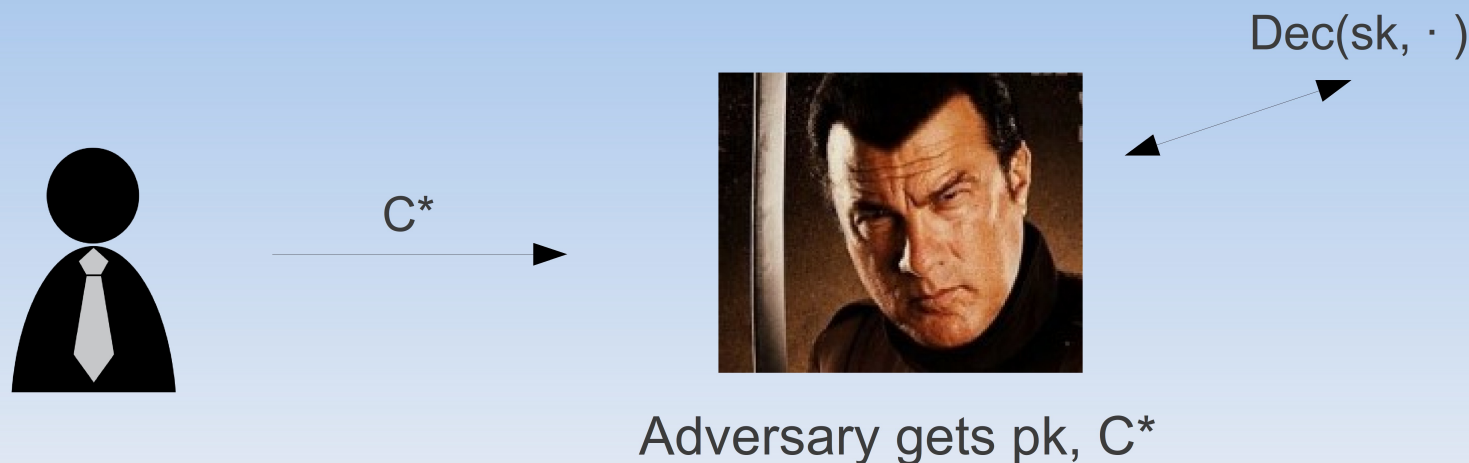 Dec(sk, · )
C*
Adversary gets pk, C*